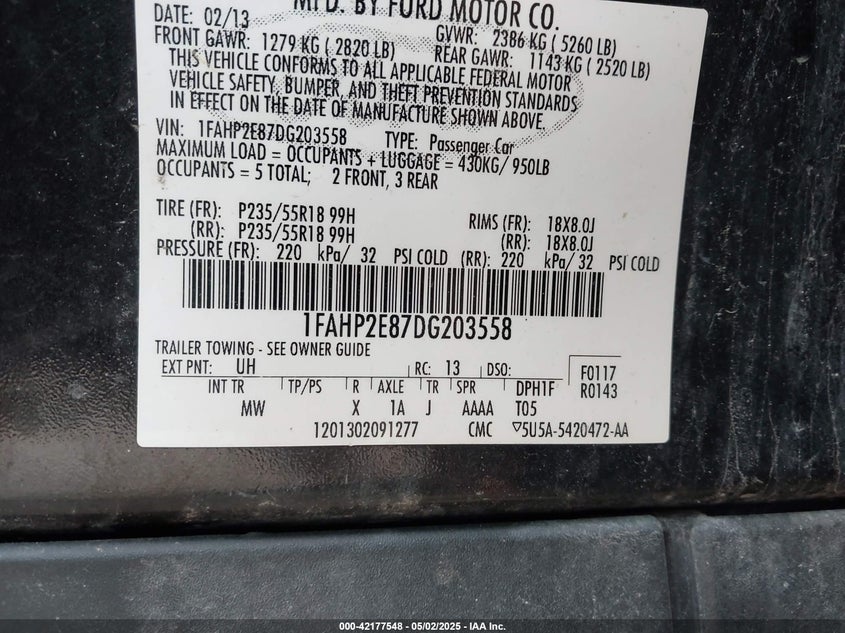 MFD. BY FORD MOTOR CO.
DATE: 02/13 GVWR: 2386 KG ( 5260 LB)
FRONT GAWR: 1279 KG ( 2820 LB) REAR GAWR: 1143 KG ( 2520 LB)
THIS VEHICLE CONFORMS TO ALL APPLICABLE FEDERAL MOTOR
VEHICLE SAFETY, BUMPER, AND THEFT PREVENTION STANDARDS
IN EFFECT ON THE DATE OF MANUFACTURE SHOWN ABOVE.
VIN: 1FAHP2E87DG203558 TYPE: Passenger Car
MAXIMUM LOAD = OCCUPANTS + LUGGAGE = 430KG/ 950LB
OCCUPANTS = 5 TOTAL; 2 FRONT, 3 REAR
TIRE (FR): P235/55R18 99H RIMS (FR): 18X8.0J
(RR): P235/55R18 99H (RR): 18X8.0J
PRESSURE (FR): 220 kPa/ 32 PSI COLD (RR): 220 kPa/ 32 PSI COLD
1FAHP2E87DG203558
TRAILER TOWING - SEE OWNER GUIDE
EXT PNT: UH RC: 13 DSO: F0117
R0143
INT TR TP/PS R AXLE TR SPR DPH1F
MW X 1A J AAAA T05
1201302091277 CMC ▽5U5A-5420472-AA
000-42177548 - 05/02/2025 - IAA Inc.